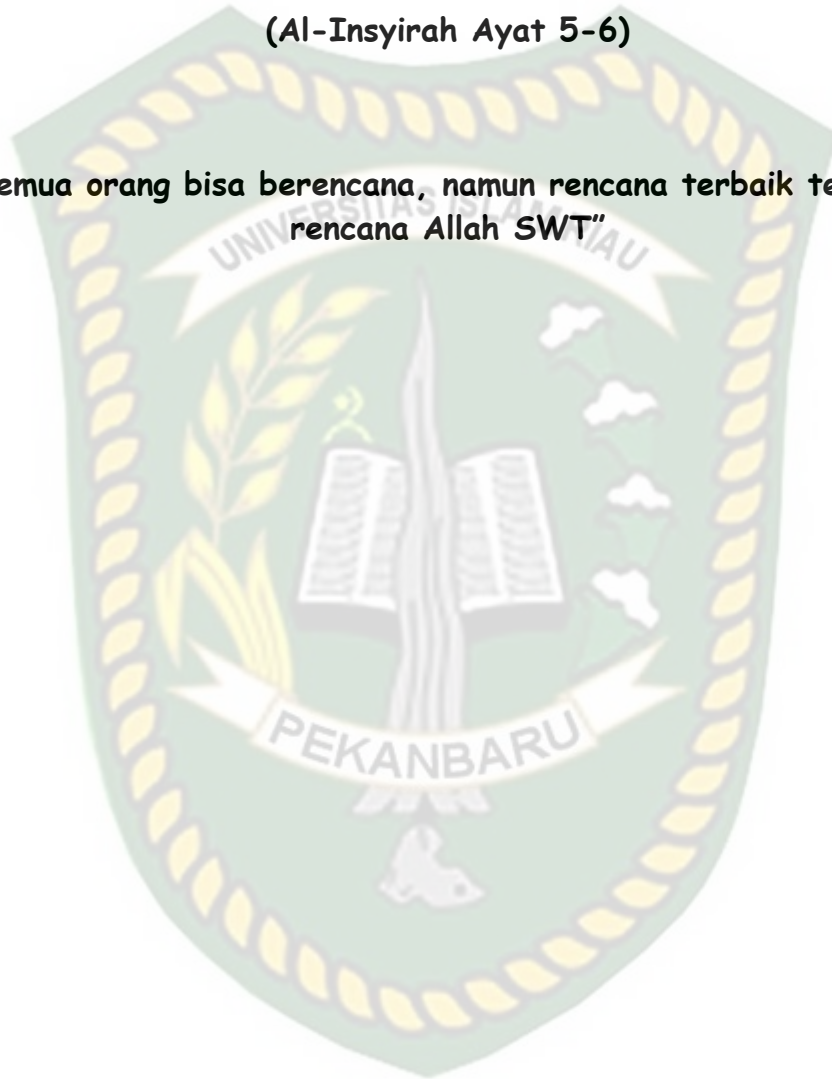 (Al-Insyirah Ayat 5-6)
emua orang bisa berencana, namun rencana terbaik te
rencana Allah SWT”
UNIVERSITAS ISLAM RIAU
PEKANBARU